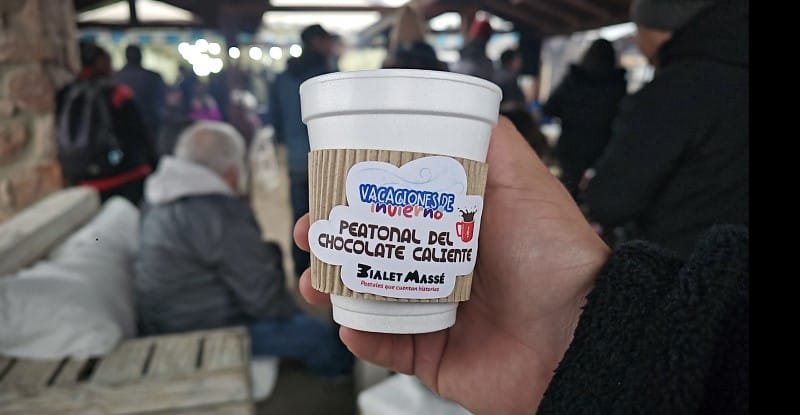 VACACIONES DE
invierno
PEATONAL DEL
CHOCOLATE CALIENTE
BIALET MASSÉ
Postales que cuentan historias